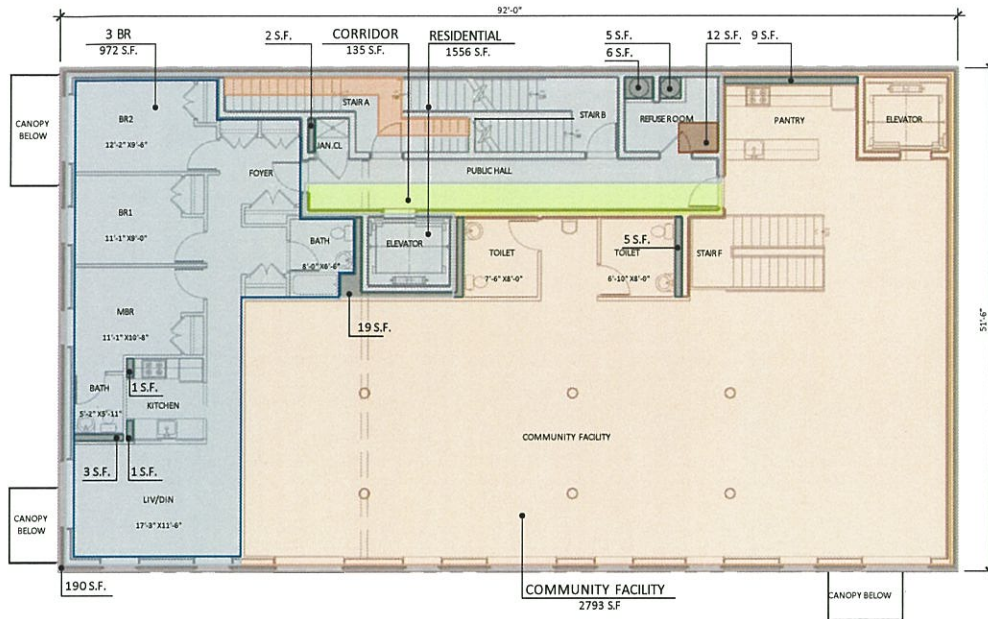 92'-0"
3 BR
972 S.F.
2 S.F.
CORRIDOR
135 S.F.
RESIDENTIAL
1556 S.F.
5 S.F.
6 S.F.
12 S.F.
9 S.F.
CANOPY
BELOW
BR2
12'-2"X9'-6"
STAIR A
JAN.CL
STAIR B
REFUSE ROOM
PANTRY
ELEVATOR
FOYER
PUBLIC HALL
BR1
11'-1"X9'-0"
BATH
8'-0"X6'-6"
ELEVATOR
TOILET
7'-6"X8'-0"
TOILET
6'-10"X8'-0"
5 S.F.
STAIR F
51'-6"
MBR
11'-1"X10'-8"
19 S.F.
1 S.F.
BATH
5'-2"X5'-11"
KITCHEN
COMMUNITY FACILITY
3 S.F.
1 S.F.
LIV/DIN
17'-3"X11'-6"
CANOPY
BELOW
190 S.F.
COMMUNITY FACILITY
2793 S.F
CANOPY BELOW